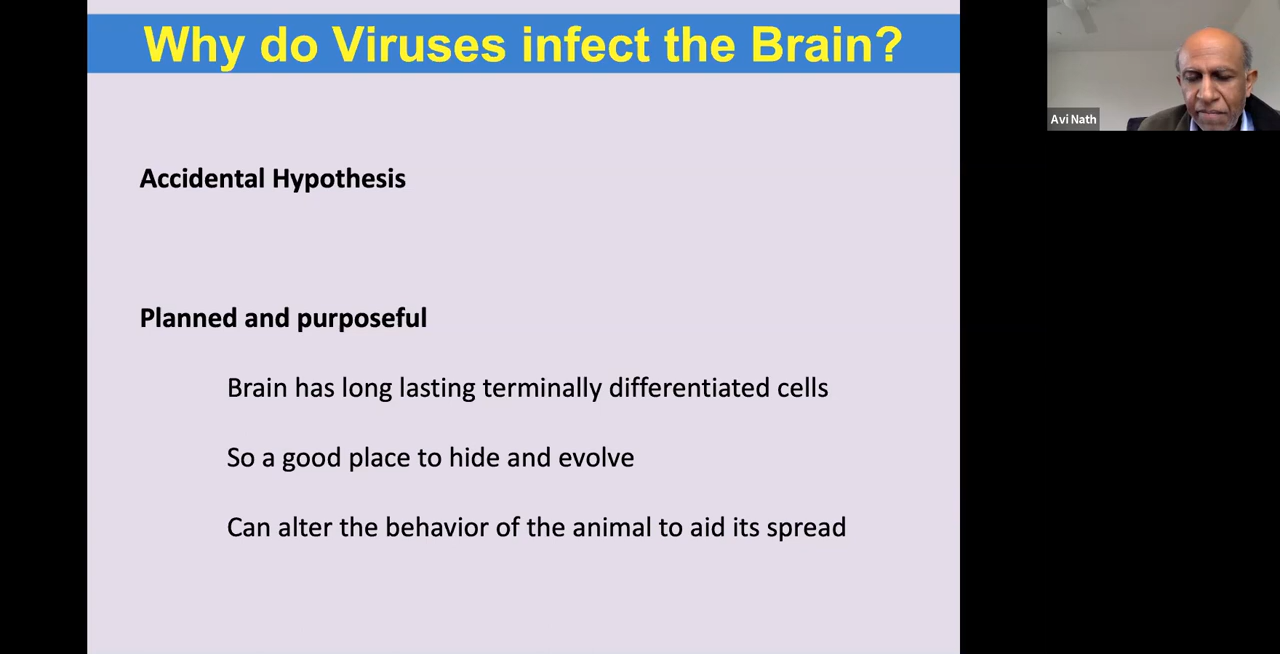 Why do Viruses infect the Brain?
Avi Nath
Accidental Hypothesis
Planned and purposeful
Brain has long lasting terminally differentiated cells
So a good place to hide and evolve
Can alter the behavior of the animal to aid its spread